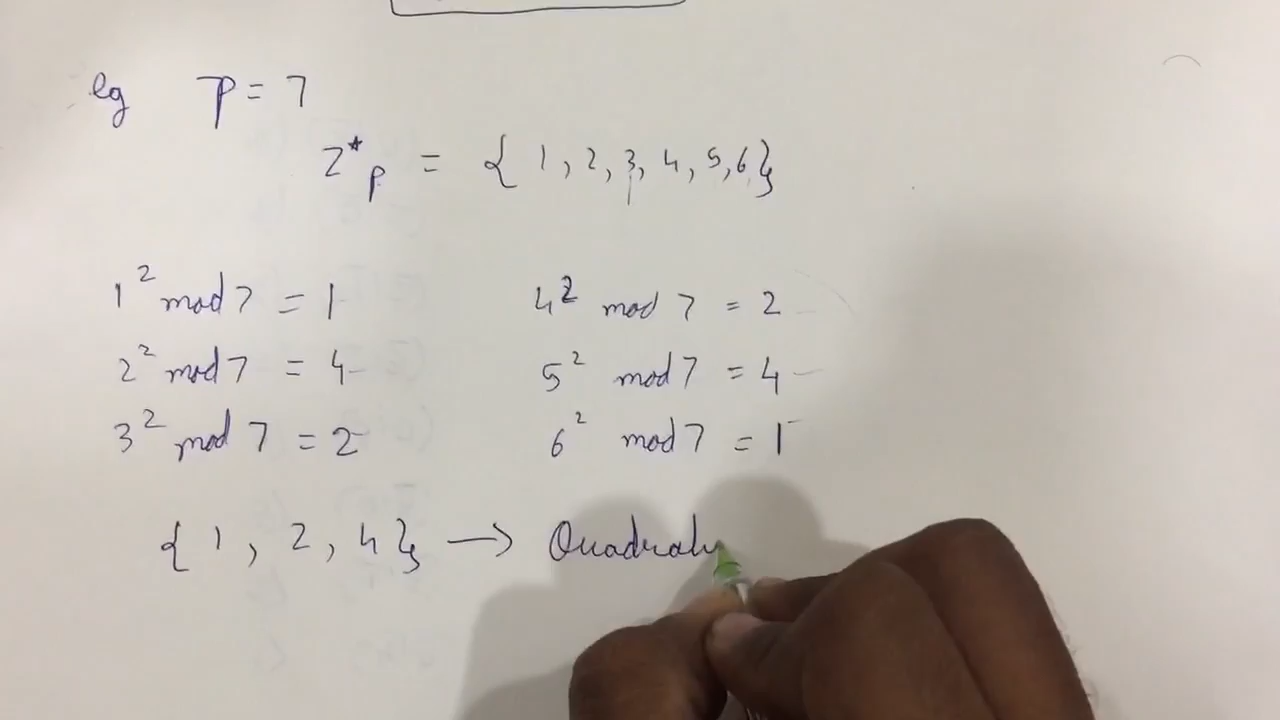 eg p = 7
Z*p = { 1, 2, 3, 4, 5, 6}
1² mod 7 = 1
2² mod 7 = 4
3² mod 7 = 2
4² mod 7 = 2
5² mod 7 = 4
6² mod 7 = 1
{ 1, 2, 4 } → Quadrat